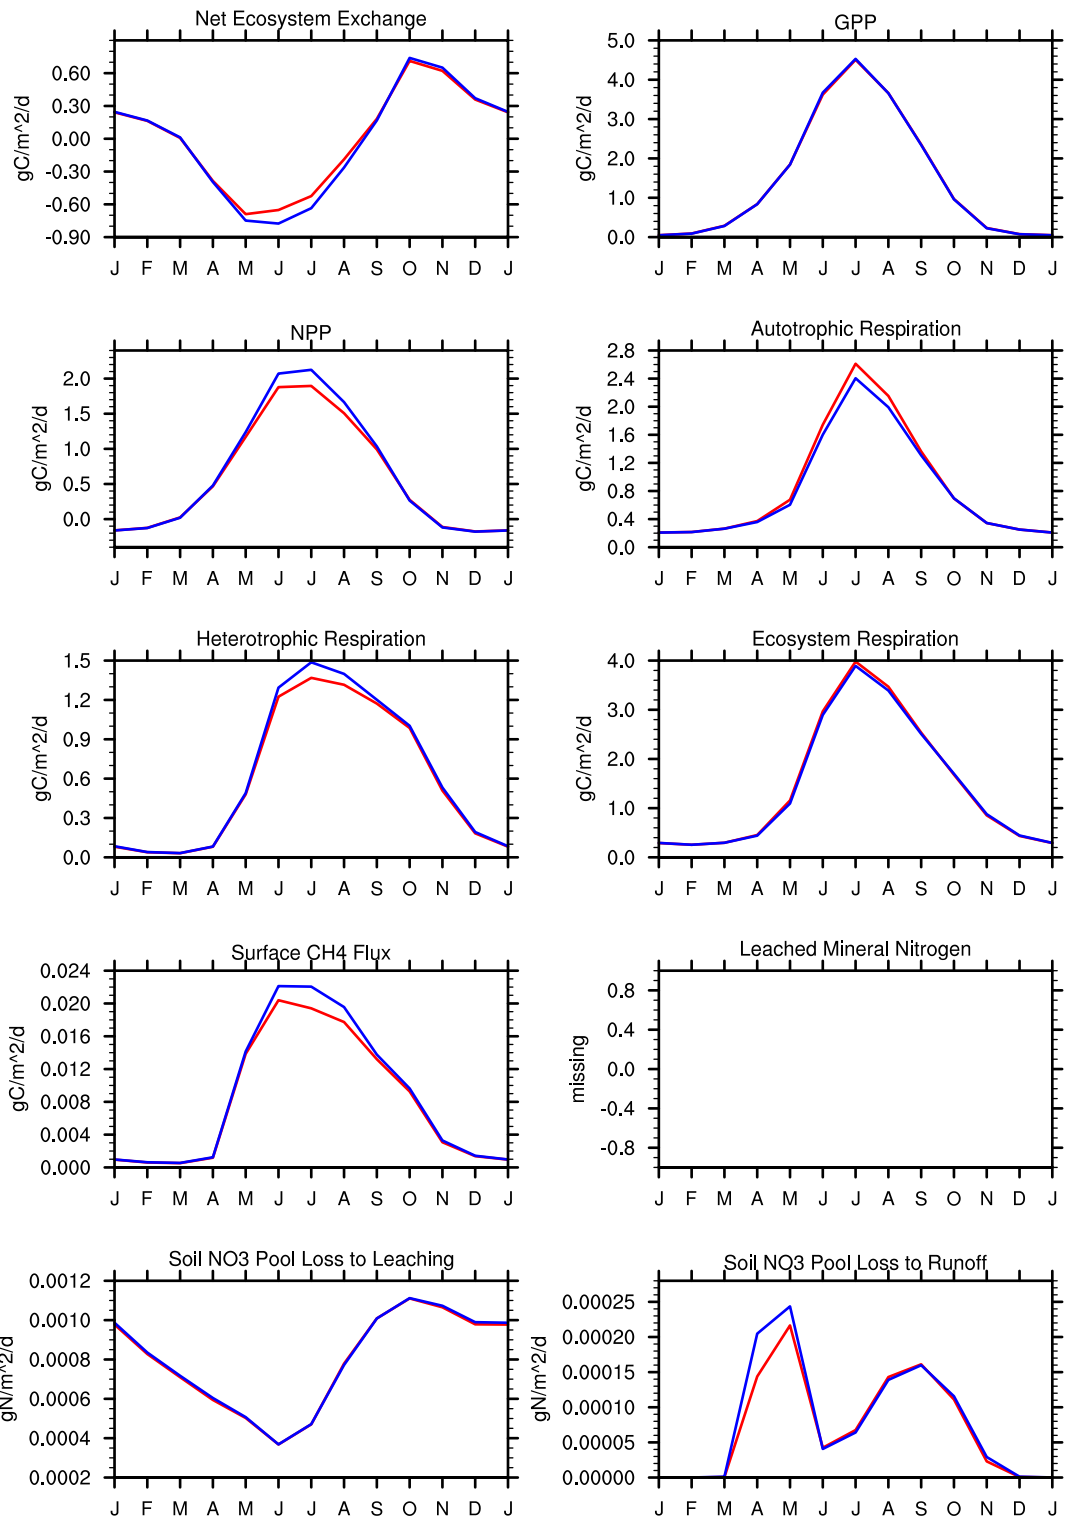 Net Ecosystem Exchange
gC/m^2/d
0.60
0.30
0.00
-0.30
-0.60
-0.90
J F M A M J J A S O N D J
GPP
gC/m^2/d
5.0
4.0
3.0
2.0
1.0
0.0
J F M A M J J A S O N D J
NPP
gC/m^2/d
2.0
1.5
1.0
0.5
0.0
J F M A M J J A S O N D J
Autotrophic Respiration
gC/m^2/d
2.8
2.4
2.0
1.6
1.2
0.8
0.4
0.0
J F M A M J J A S O N D J
Heterotrophic Respiration
gC/m^2/d
1.5
1.2
0.9
0.6
0.3
0.0
J F M A M J J A S O N D J
Ecosystem Respiration
gC/m^2/d
4.0
3.0
2.0
1.0
0.0
J F M A M J J A S O N D J
Surface CH4 Flux
gC/m^2/d
0.024
0.020
0.016
0.012
0.008
0.004
0.000
J F M A M J J A S O N D J
Leached Mineral Nitrogen
missing
0.8
0.4
0.0
-0.4
-0.8
J F M A M J J A S O N D J
Soil NO3 Pool Loss to Leaching
gN/m^2/d
0.0012
0.0010
0.0008
0.0006
0.0004
0.0002
J F M A M J J A S O N D J
Soil NO3 Pool Loss to Runoff
gN/m^2/d
0.00025
0.00020
0.00015
0.00010
0.00005
0.00000
J F M A M J J A S O N D J